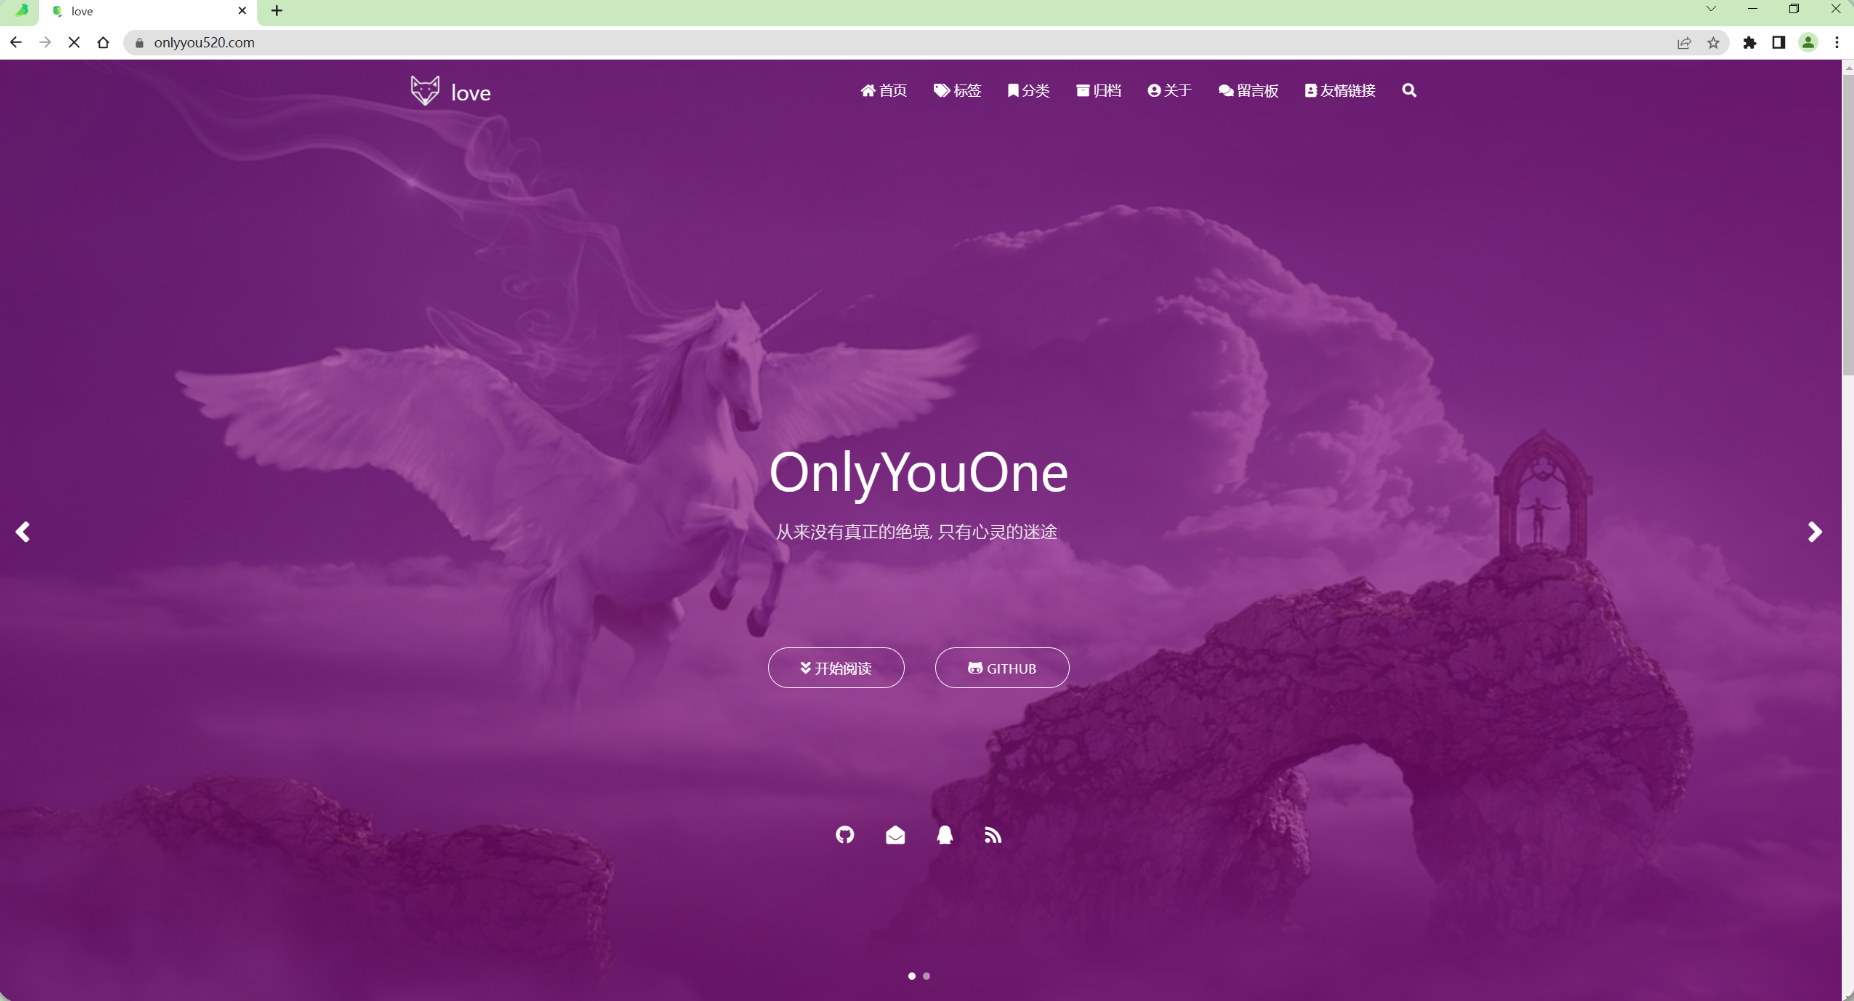 love
onlyyou520.com
love
首页 标签 分类 归档 关于 留言板 友情链接
OnlyYouOne
从来没有真正的绝境, 只有心灵的迷途
开始阅读 GITHUB